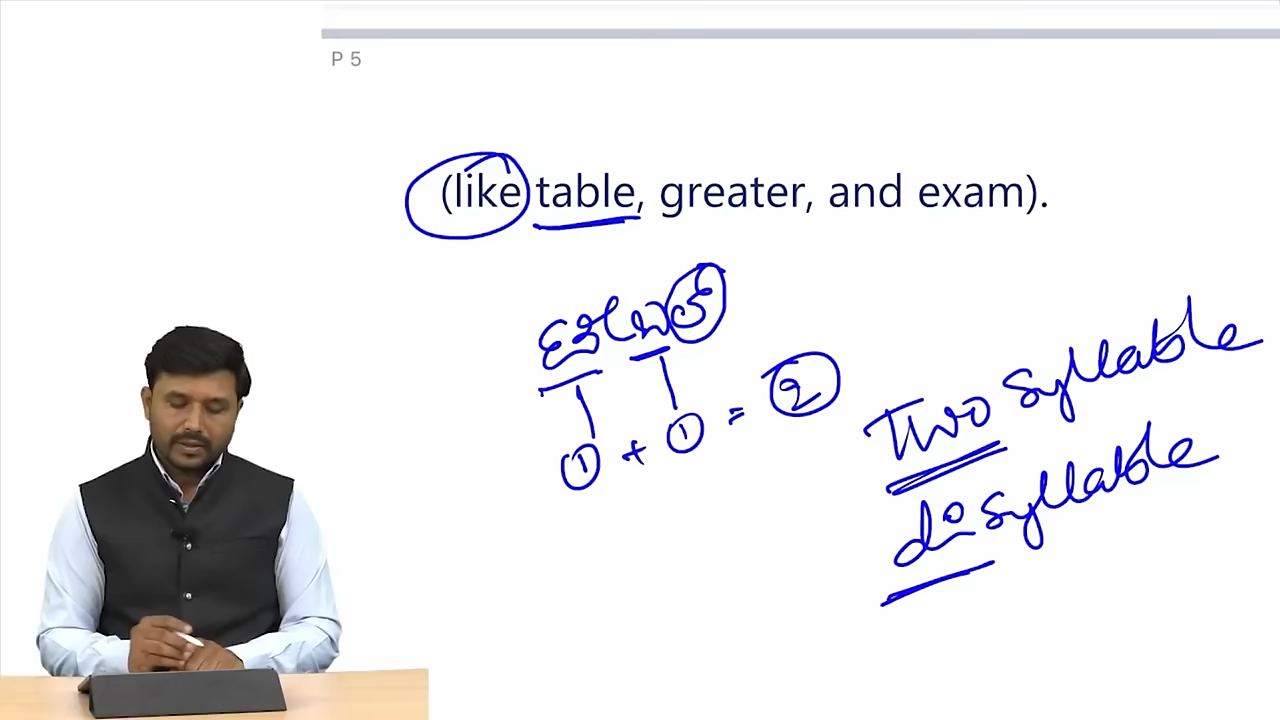 P 5
(like table, greater, and exam).
① + ① = ②
Two syllable
disyllable